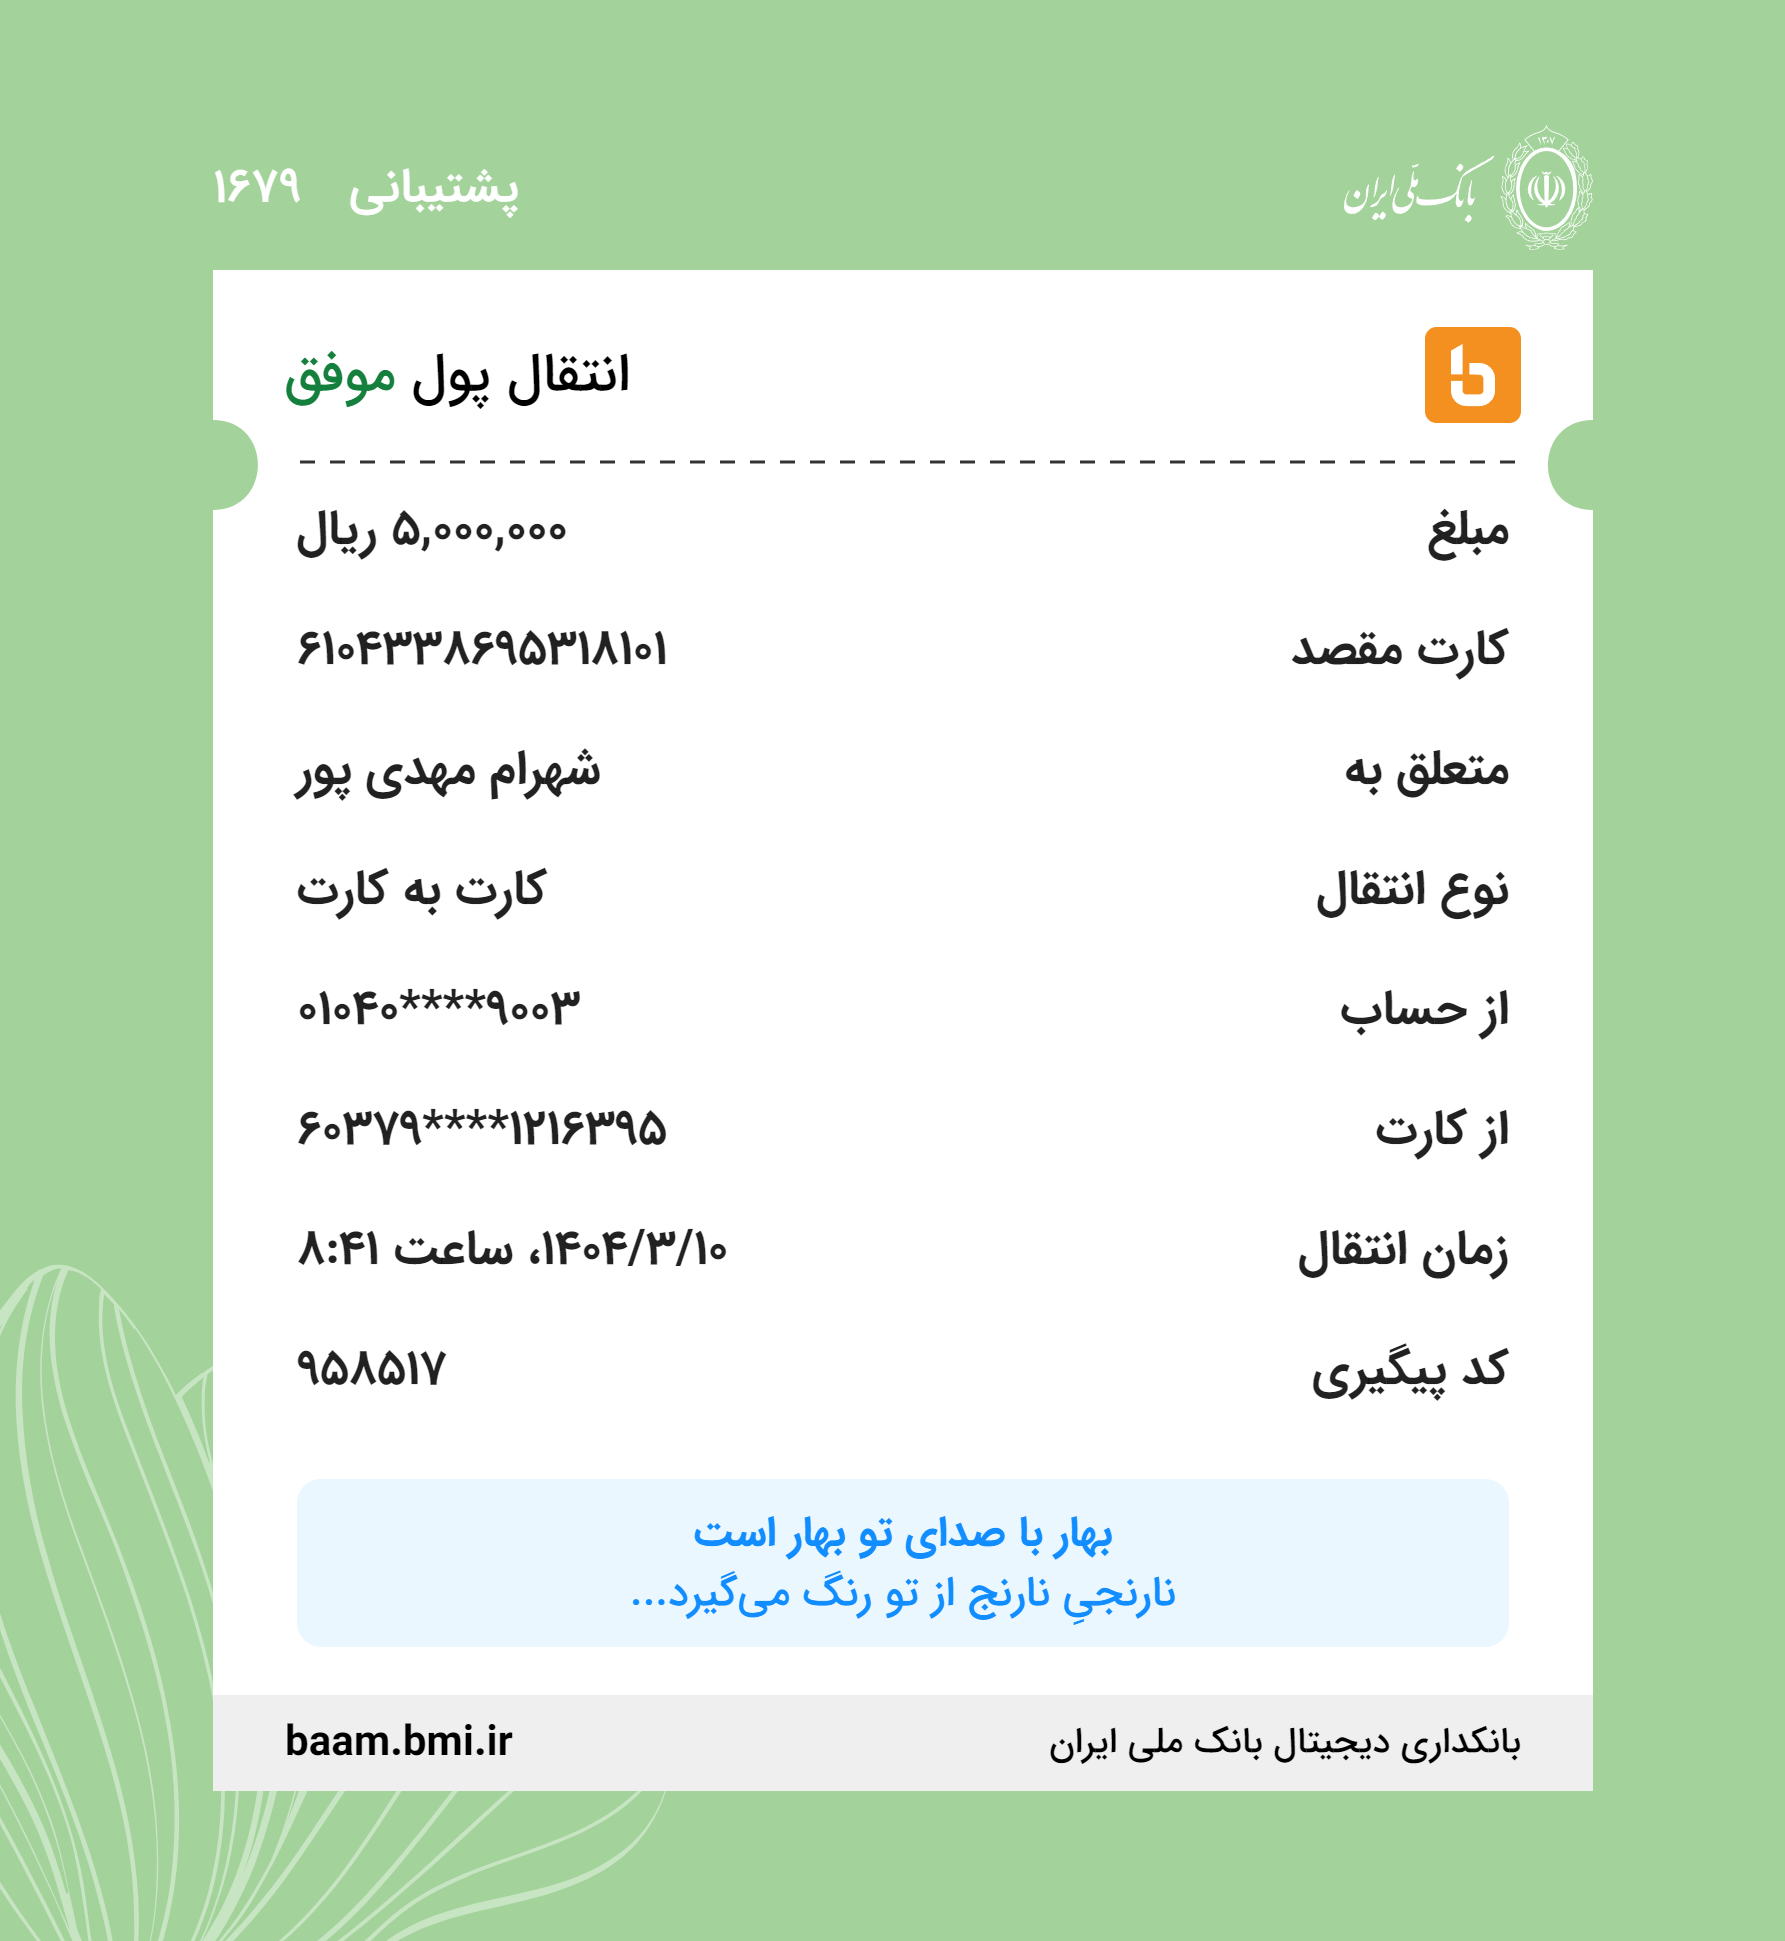 ۱۳۰۷
بانک ملی ایران
پشتیبانی ۱۶۷۹
انتقال پول موفق
مبلغ ۵,۰۰۰,۰۰۰ ریال
کارت مقصد ۶۱۰۴۳۳۸۶۹۵۳۱۸۱۰۱
متعلق به شهرام مهدی پور
نوع انتقال کارت به کارت
از حساب ۰۱۰۴۰****۹۰۰۳
از کارت ۶۰۳۷۹****۱۲۱۶۳۹۵
زمان انتقال ۱۴۰۴/۳/۱۰، ساعت ۸:۴۱
کد پیگیری ۹۵۸۵۱۷
بهار با صدای تو بهار است
نارنجیِ نارنج از تو رنگ می‌گیرد...
بانکداری دیجیتال بانک ملی ایران baam.bmi.ir